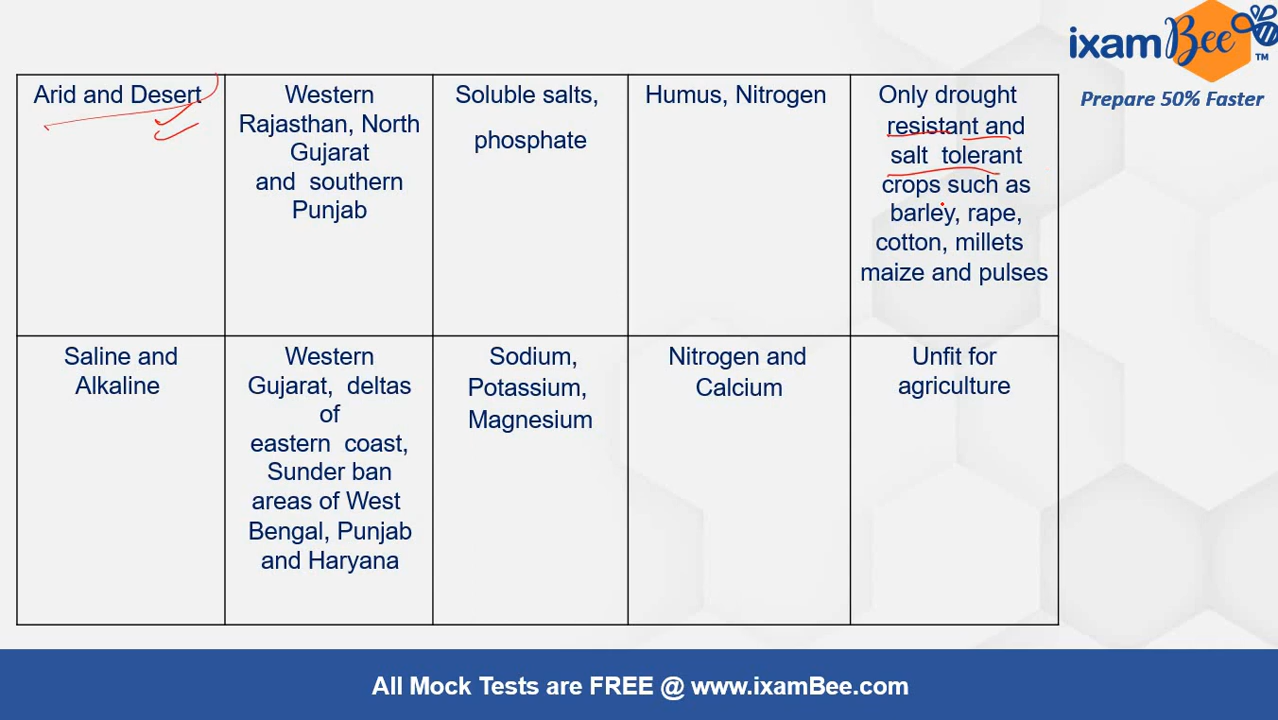 ixamBee
TM
Prepare 50% Faster
Arid and Desert
Western
Rajasthan, North
Gujarat
and southern
Punjab
Soluble salts,
phosphate
Humus, Nitrogen
Only drought
resistant and
salt tolerant
crops such as
barley, rape,
cotton, millets
maize and pulses
Saline and
Alkaline
Western
Gujarat, deltas
of
eastern coast,
Sunder ban
areas of West
Bengal, Punjab
and Haryana
Sodium,
Potassium,
Magnesium
Nitrogen and
Calcium
Unfit for
agriculture
All Mock Tests are FREE @ www.ixamBee.com